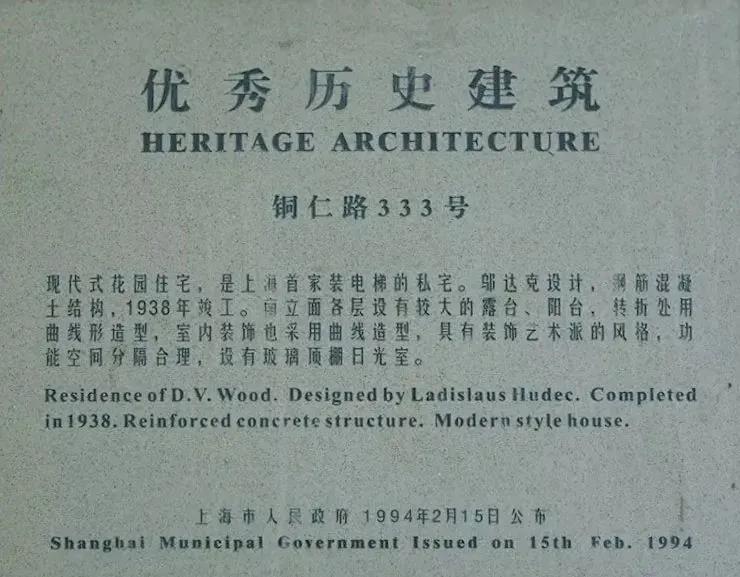 优秀历史建筑
HERITAGE ARCHITECTURE
铜仁路333号
现代式花园住宅，是上海首家装电梯的私宅。邬达克设计，钢筋混凝
土结构，1938年竣工。南立面各层设有较大的露台、阳台，转折处用
曲线形造型，室内装饰也采用曲线造型，具有装饰艺术派的风格，功
能空间分隔合理，设有玻璃顶棚日光室。
Residence of D.V. Wood. Designed by Ladislaus Hudec. Completed
in 1938. Reinforced concrete structure. Modern style house.
上海市人民政府 1994年2月15日公布
Shanghai Municipal Government Issued on 15th Feb. 1994